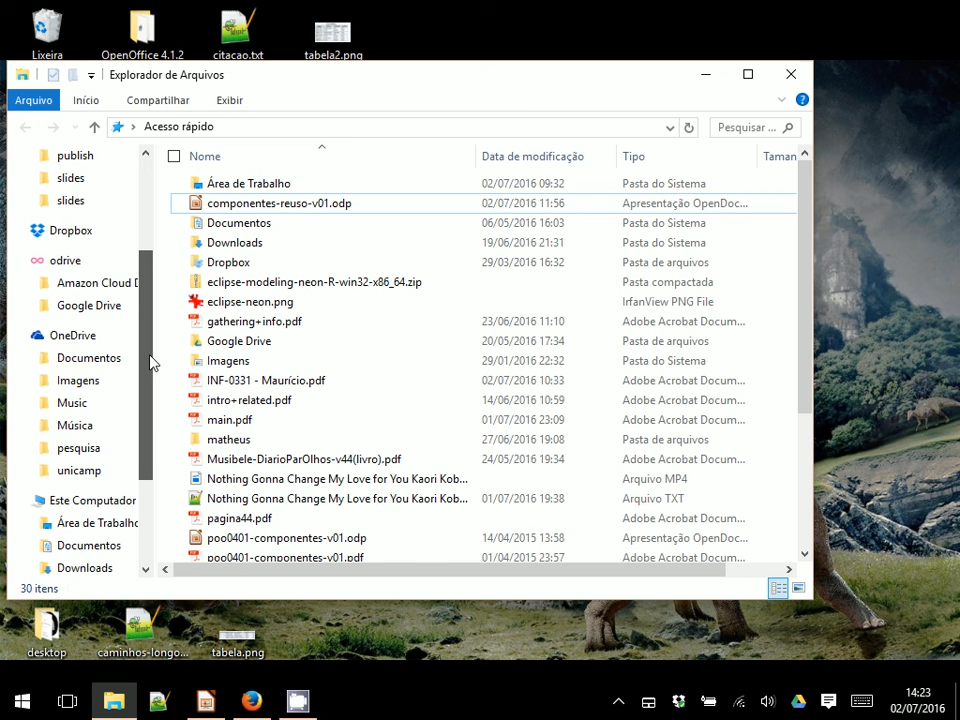 Lixeira
OpenOffice 4.1.2
citacao.txt
tabela2.png
Explorador de Arquivos
Arquivo
Início
Compartilhar
Exibir
Acesso rápido
Pesquisar ...
publish
slides
slides
Dropbox
odrive
Amazon Cloud
Google Drive
OneDrive
Documentos
Imagens
Music
Música
pesquisa
unicamp
Este Computador
Área de Trabalho
Documentos
Downloads
Nome Data de modificação Tipo Taman
Área de Trabalho 02/07/2016 09:32 Pasta do Sistema
componentes-reuso-v01.odp 02/07/2016 11:56 Apresentação OpenDoc...
Documentos 06/05/2016 16:03 Pasta do Sistema
Downloads 19/06/2016 21:31 Pasta do Sistema
Dropbox 29/03/2016 16:32 Pasta de arquivos
eclipse-modeling-neon-R-win32-x86_64.zip Pasta compactada
eclipse-neon.png IrfanView PNG File
gathering+info.pdf 23/06/2016 11:10 Adobe Acrobat Docum...
Google Drive 20/05/2016 17:34 Pasta de arquivos
Imagens 29/01/2016 22:32 Pasta do Sistema
INF-0331 - Maurício.pdf 02/07/2016 10:33 Adobe Acrobat Docum...
intro+related.pdf 14/06/2016 10:59 Adobe Acrobat Docum...
main.pdf 01/07/2016 23:09 Adobe Acrobat Docum...
matheus 27/06/2016 19:08 Pasta de arquivos
Musibele-DiarioParOlhos-v44(livro).pdf 24/05/2016 19:34 Adobe Acrobat Docum...
Nothing Gonna Change My Love for You Kaori Kob... Arquivo MP4
Nothing Gonna Change My Love for You Kaori Kob... 01/07/2016 19:38 Arquivo TXT
pagina44.pdf Adobe Acrobat Docum...
poo0401-componentes-v01.odp 14/04/2015 13:58 Apresentação OpenDoc...
poo0401-componentes-v01.pdf 01/04/2015 23:57 Adobe Acrobat Docum...
30 itens
desktop
caminhos-longo...
tabela.png
14:23
02/07/2016